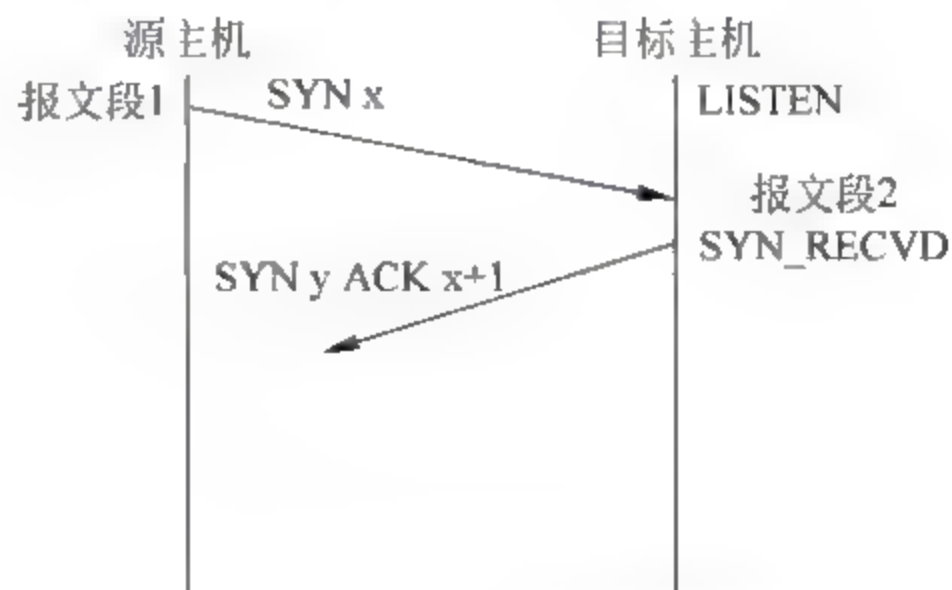 源主机
目标主机
报文段1
SYN x
LISTEN
报文段2
SYN_RECVD
SYN y ACK x+1